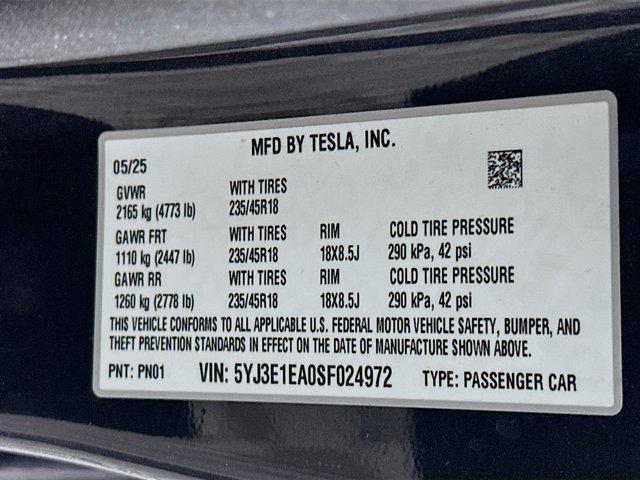 MFD BY TESLA, INC.
05/25
GVWR WITH TIRES
2165 kg (4773 lb) 235/45R18
GAWR FRT WITH TIRES RIM COLD TIRE PRESSURE
1110 kg (2447 lb) 235/45R18 18X8.5J 290 kPa, 42 psi
GAWR RR WITH TIRES RIM COLD TIRE PRESSURE
1260 kg (2778 lb) 235/45R18 18X8.5J 290 kPa, 42 psi
THIS VEHICLE CONFORMS TO ALL APPLICABLE U.S. FEDERAL MOTOR VEHICLE SAFETY, BUMPER, AND
THEFT PREVENTION STANDARDS IN EFFECT ON THE DATE OF MANUFACTURE SHOWN ABOVE.
PNT: PN01 VIN: 5YJ3E1EA0SF024972 TYPE: PASSENGER CAR